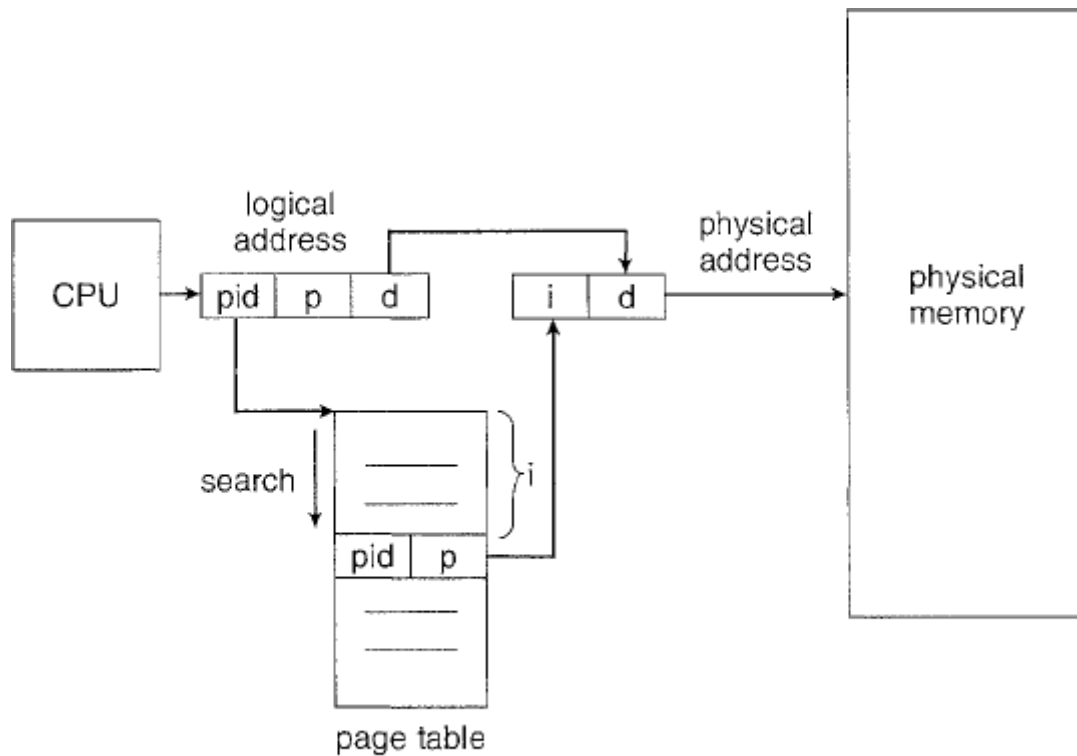 logical
address
physical
address
CPU
pid
p
d
i
d
physical
memory
search
i
pid
p
page table